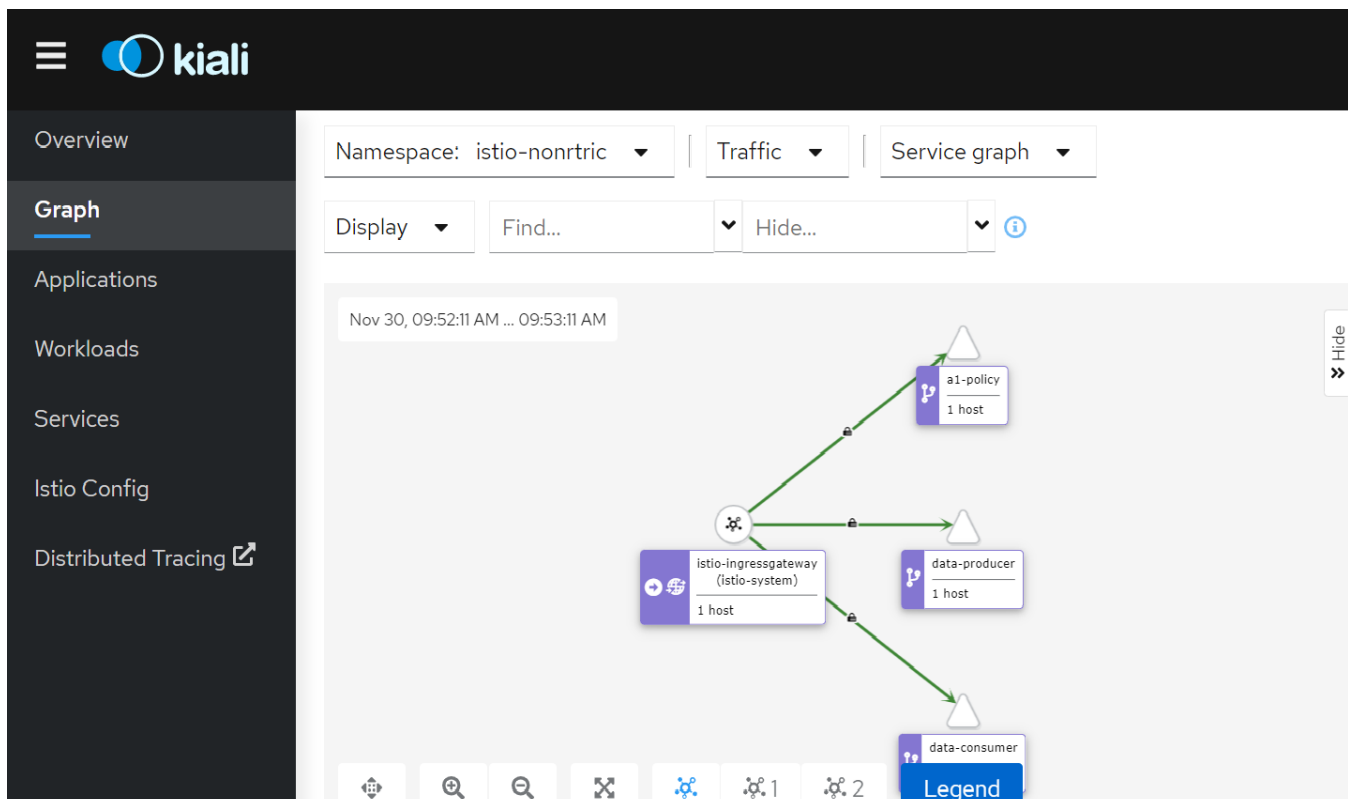 kiali
Overview
Graph
Applications
Workloads
Services
Istio Config
Distributed Tracing
Namespace: istio-nonrtric
Traffic
Service graph
Display
Find...
Hide...
Nov 30, 09:52:11 AM ... 09:53:11 AM
Hide
a1-policy
1 host
istio-ingressgateway
(istio-system)
1 host
data-producer
1 host
data-consumer
1
2
Legend